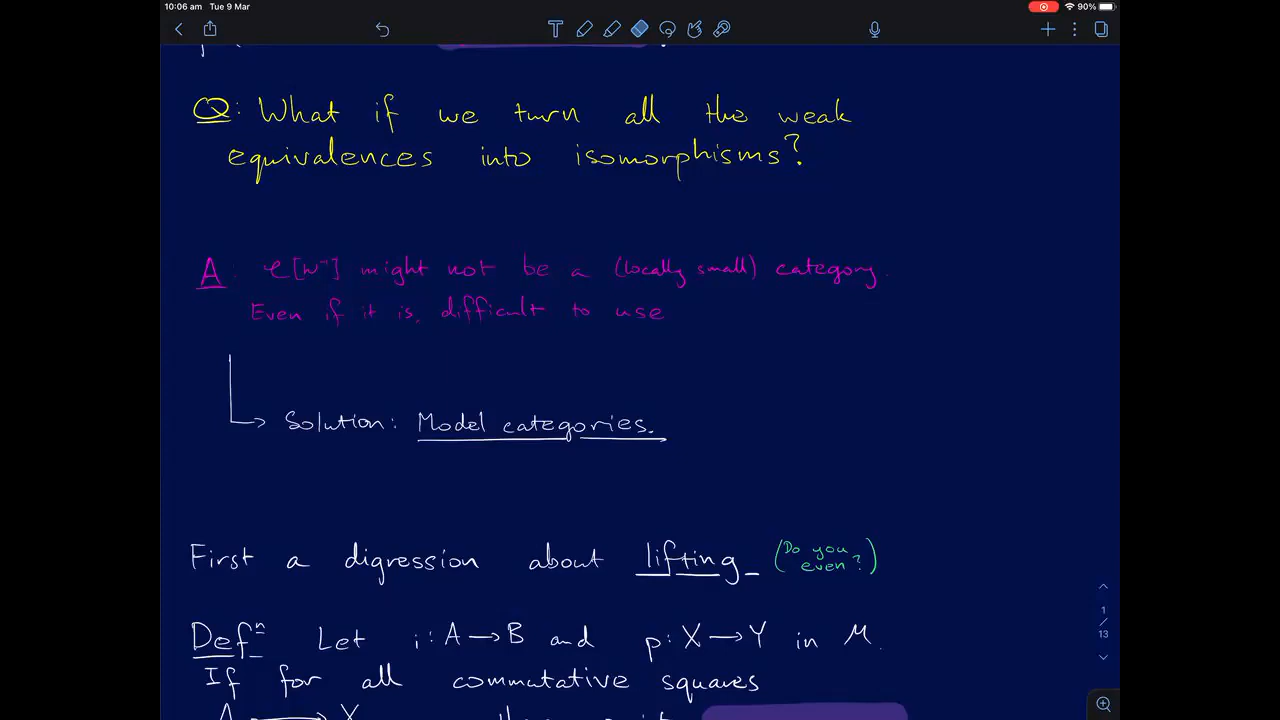 10:06 am Tue 9 Mar
90%
Q: What if we turn all the weak
equivalences into isomorphisms?
A: 𝒞[W⁻¹] might not be a (locally small) category.
Even if it is, difficult to use
Solution: Model categories.
First a digression about lifting (Do you even?)
Defⁿ Let i: A → B and p: X → Y in M.
If for all commutative squares
A → X
1
/
13